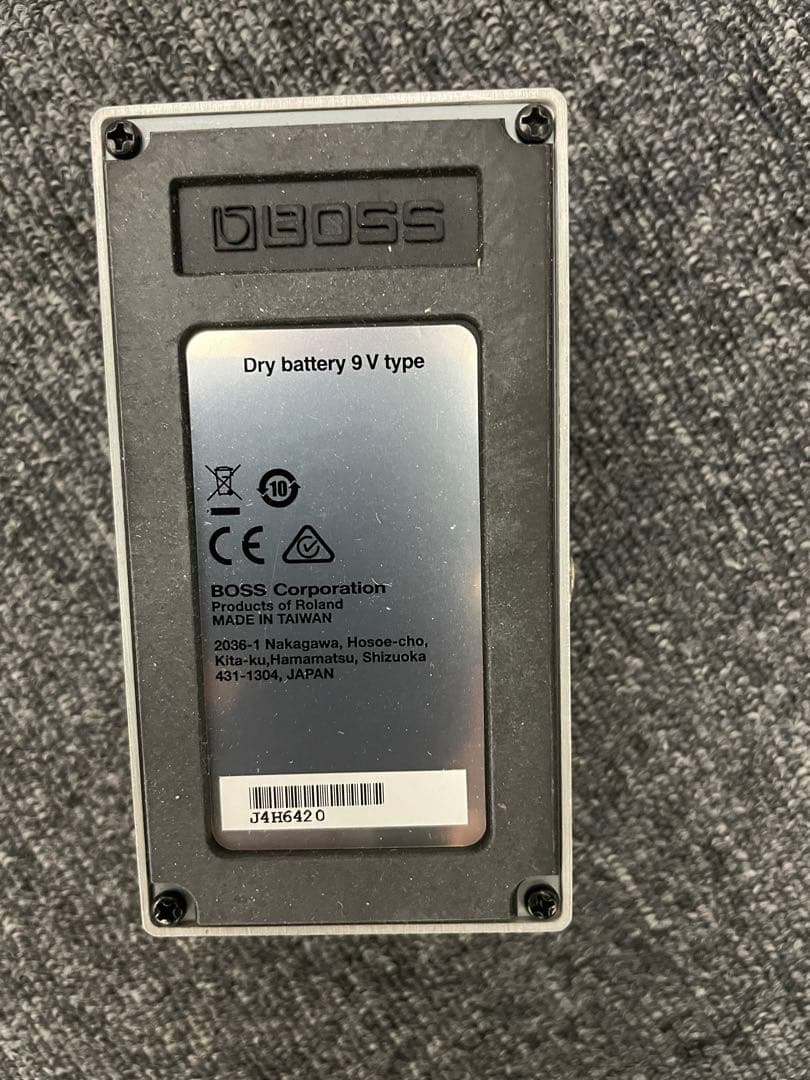 BOSS
Dry battery 9 V type
10
CE
BOSS Corporation
Products of Roland
MADE IN TAIWAN
2036-1 Nakagawa, Hosoe-cho,
Kita-ku,Hamamatsu, Shizuoka
431-1304, JAPAN
J4H6420